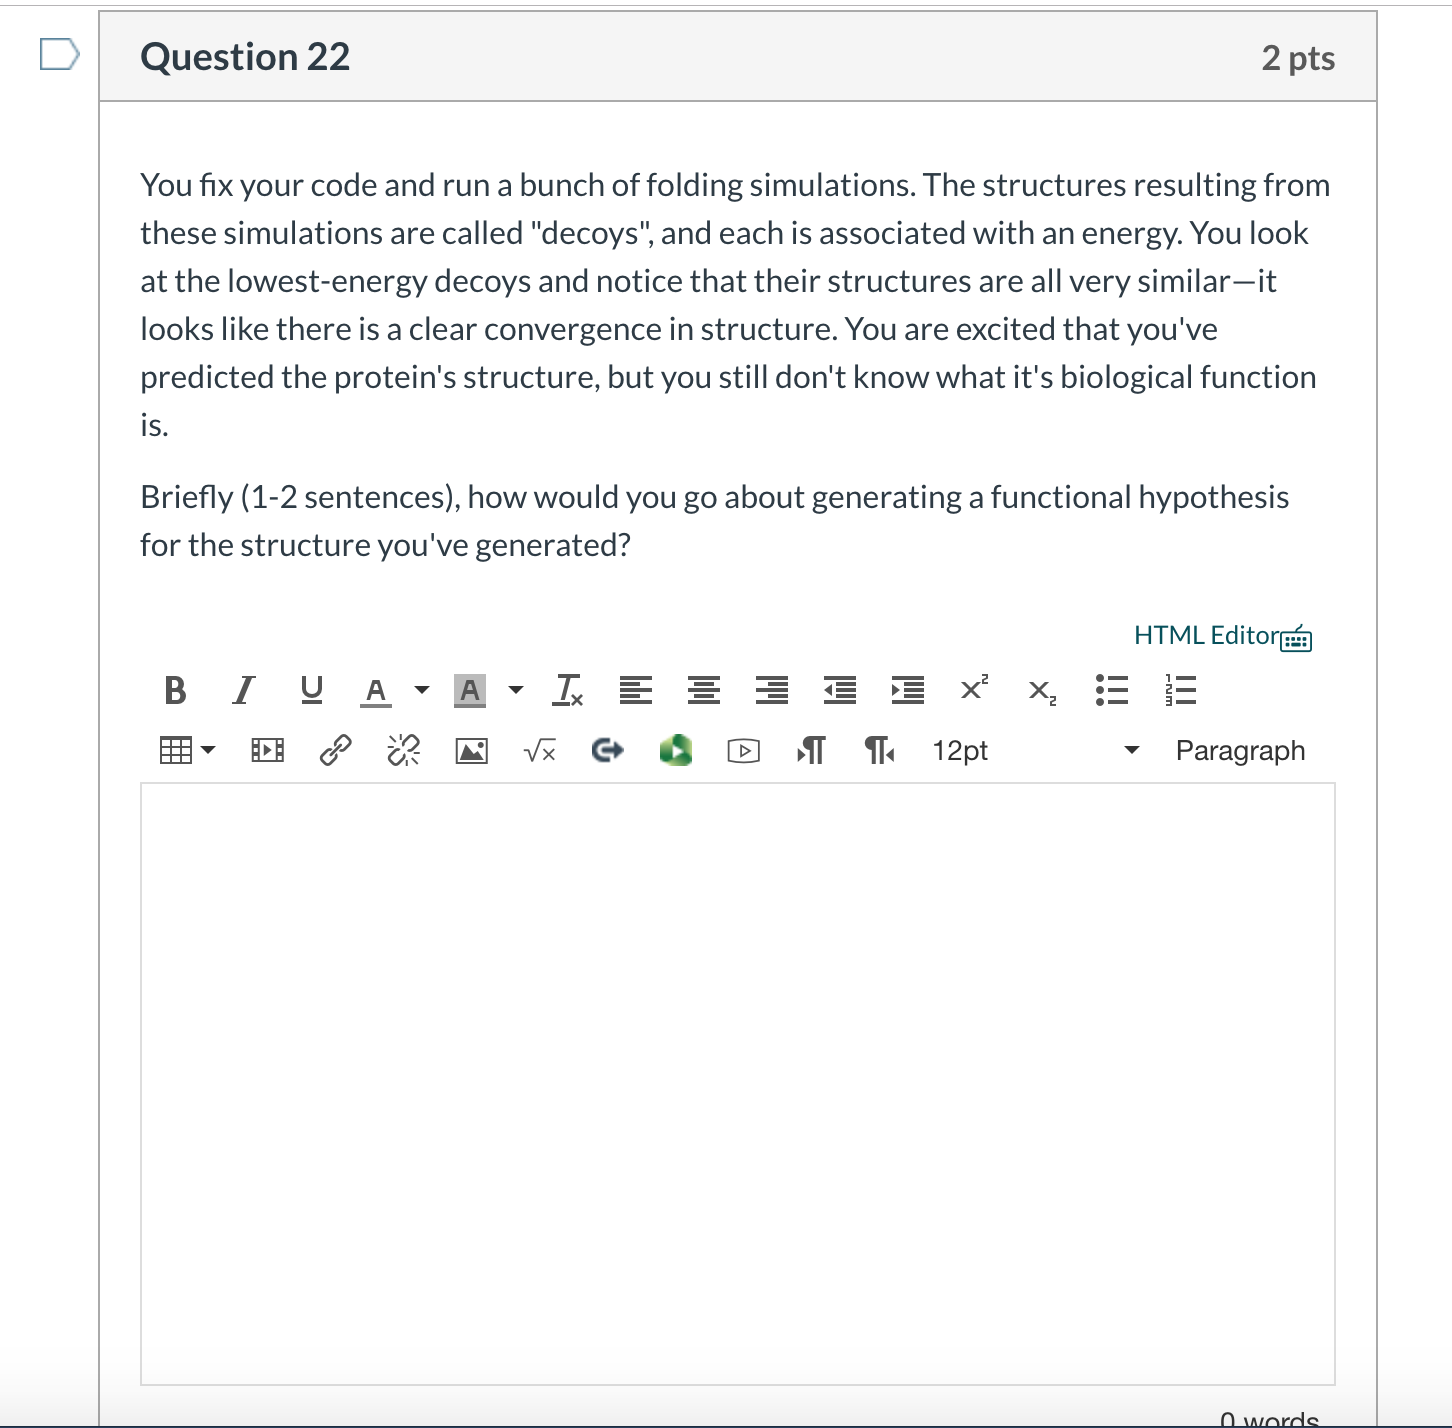 Question 22
2 pts
You fix your code and run a bunch of folding simulations. The structures resulting from
these simulations are called "decoys", and each is associated with an energy. You look
at the lowest-energy decoys and notice that their structures are all very similar—it
looks like there is a clear convergence in structure. You are excited that you've
predicted the protein's structure, but you still don't know what it's biological function
is.
Briefly (1-2 sentences), how would you go about generating a functional hypothesis
for the structure you've generated?
HTML Editor
12pt
Paragraph
0 words